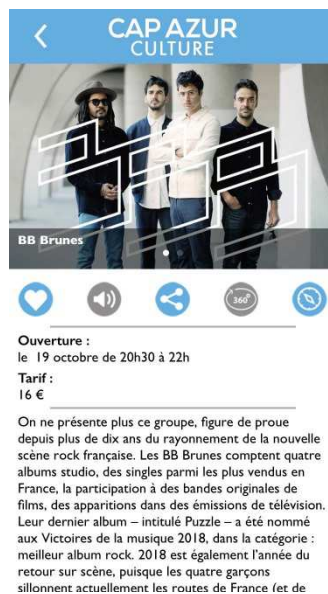 CAP AZUR
CULTURE
BB Brunes
360°
Ouverture :
le 19 octobre de 20h30 à 22h
Tarif :
16 €
On ne présente plus ce groupe, figure de proue
depuis plus de dix ans du rayonnement de la nouvelle
scène rock française. Les BB Brunes comptent quatre
albums studio, des singles parmi les plus vendus en
France, la participation à des bandes originales de
films, des apparitions dans des émissions de télévision.
Leur dernier album – intitulé Puzzle – a été nommé
aux Victoires de la musique 2018, dans la catégorie :
meilleur album rock. 2018 est également l'année du
retour sur scène, puisque les quatre garçons
sillonnent actuellement les routes de France (et de